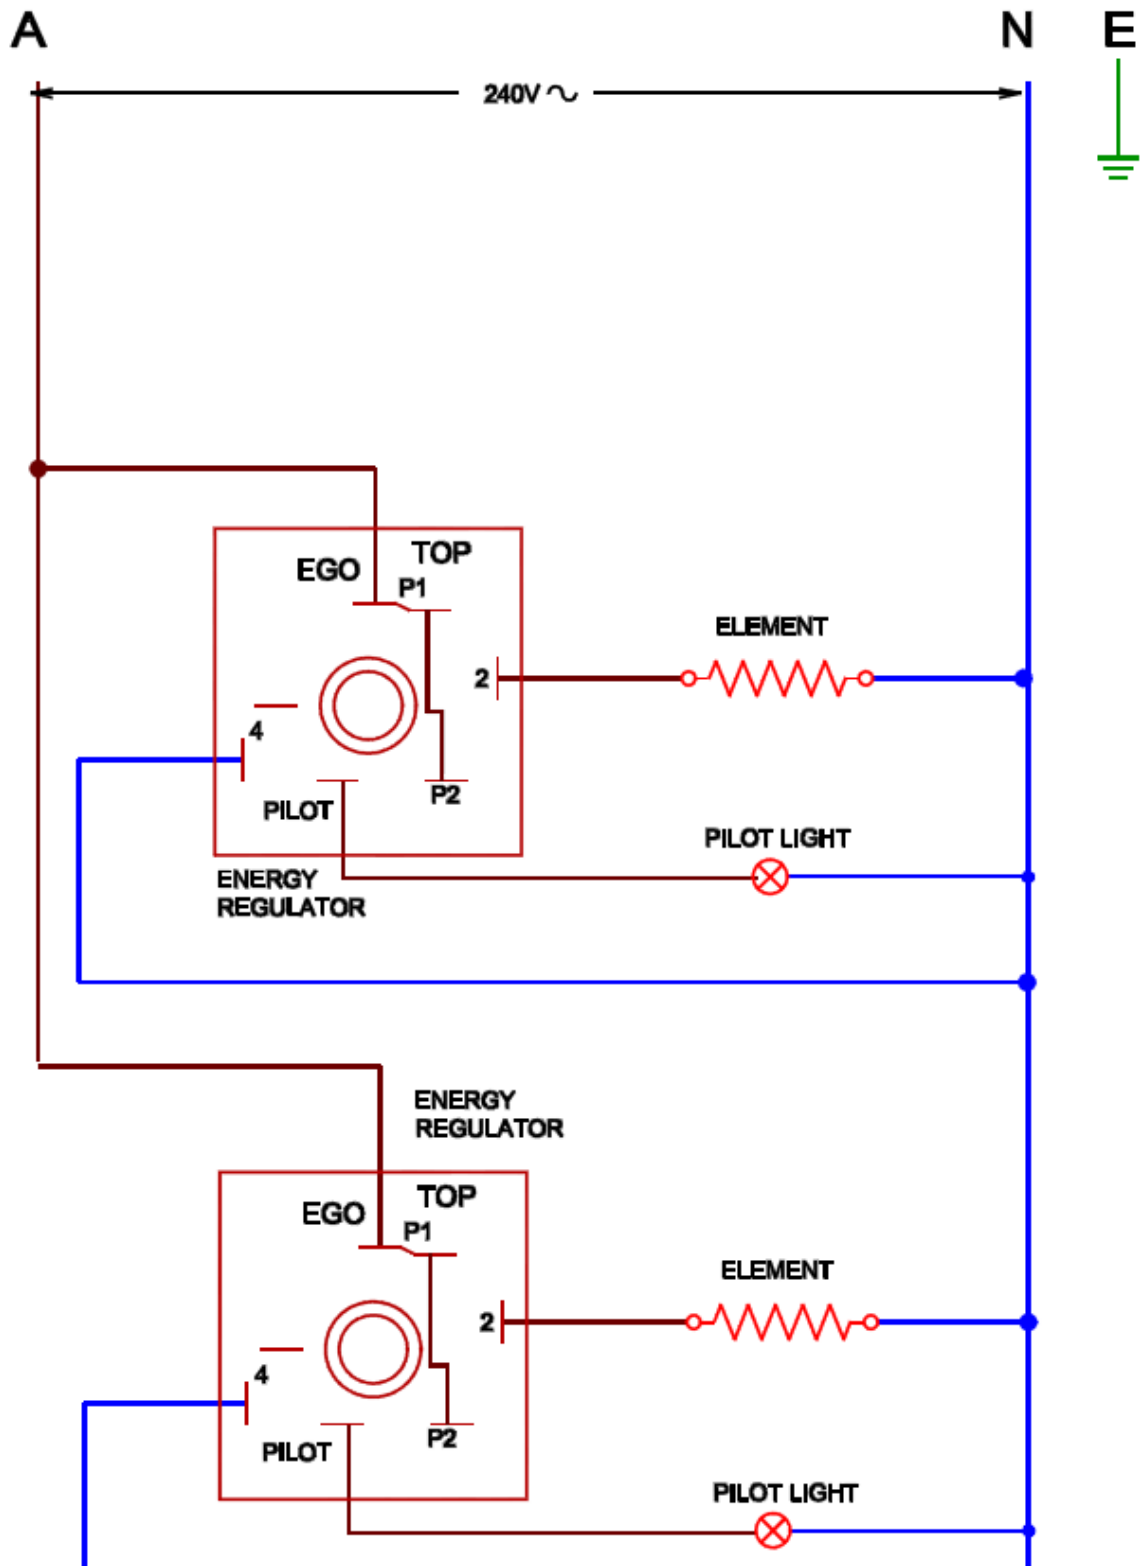 A
N
E
240V
TOP
EGO
P1
ELEMENT
2
4
P2
PILOT
PILOT LIGHT
ENERGY
REGULATOR
ENERGY
REGULATOR
TOP
EGO
P1
ELEMENT
2
4
P2
PILOT
PILOT LIGHT